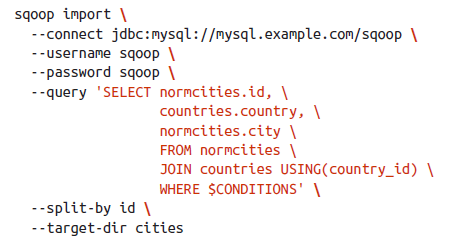 sqoop import \
--connect jdbc:mysql://mysql.example.com/sqoop \
--username sqoop \
--password sqoop \
--query 'SELECT normcities.id, \
countries.country, \
normcities.city \
FROM normcities \
JOIN countries USING(country_id) \
WHERE $CONDITIONS' \
--split-by id \
--target-dir cities